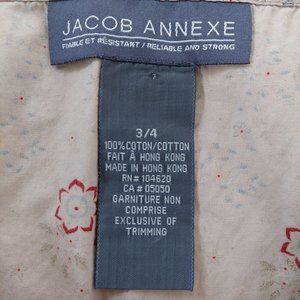 JACOB ANNEXE
FIABLE ET RÉSISTANT / RELIABLE AND STRONG
3/4
100% COTON/COTTON
FAIT À HONG KONG
MADE IN HONG KONG
RN# 104620
CA# 05050
GARNITURE NON
COMPRISE
EXCLUSIVE OF
TRIMMING